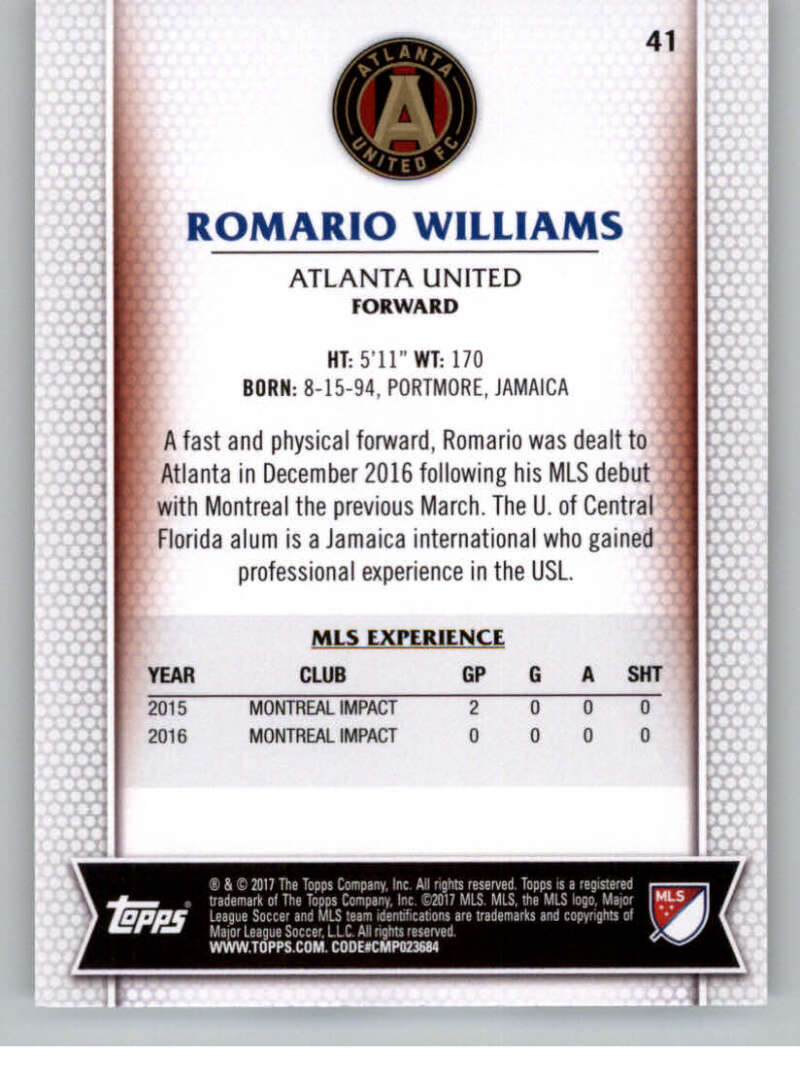 41
ATLANTA
UNITED FC
A
ROMARIO WILLIAMS
ATLANTA UNITED
FORWARD
HT: 5'11" WT: 170
BORN: 8-15-94, PORTMORE, JAMAICA
A fast and physical forward, Romario was dealt to
Atlanta in December 2016 following his MLS debut
with Montreal the previous March. The U. of Central
Florida alum is a Jamaica international who gained
professional experience in the USL.
MLS EXPERIENCE
YEAR CLUB GP G A SHT
2015 MONTREAL IMPACT 2 0 0 0
2016 MONTREAL IMPACT 0 0 0 0
® & © 2017 The Topps Company, Inc. All rights reserved. Topps is a registered
trademark of The Topps Company, Inc. ©2017 MLS. MLS, the MLS logo, Major
League Soccer and MLS team identifications are trademarks and copyrights of
Major League Soccer, L.L.C. All rights reserved.
WWW.TOPPS.COM. CODE#CMP023684
Topps®
MLS